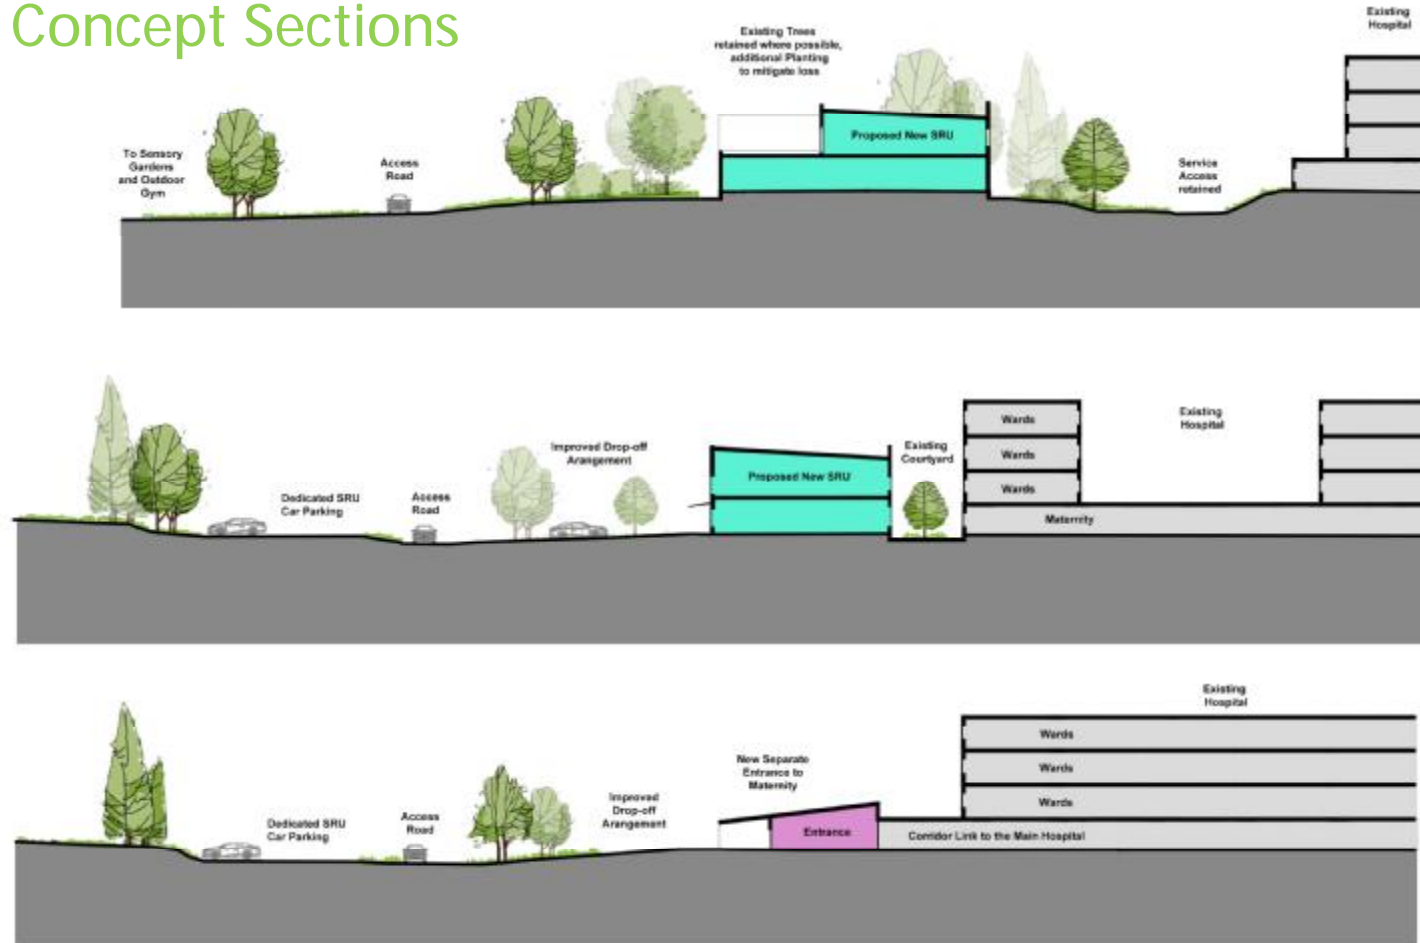 Concept Sections
Existing
Hospital
Existing Trees
retained where possible,
additional Planting
to mitigate loss
Proposed New SRU
To Sensory
Gardens
and Outdoor
Gym
Access
Road
Service
Access
retained
Improved Drop-off
Arangement
Proposed New SRU
Existing
Courtyard
Wards
Wards
Wards
Maternity
Existing
Hospital
Dedicated SRU
Car Parking
Access
Road
Existing
Hospital
Wards
Wards
Wards
New Separate
Entrance to
Maternity
Improved
Drop-off
Arangement
Entrance
Corridor Link to the Main Hospital
Dedicated SRU
Car Parking
Access
Road